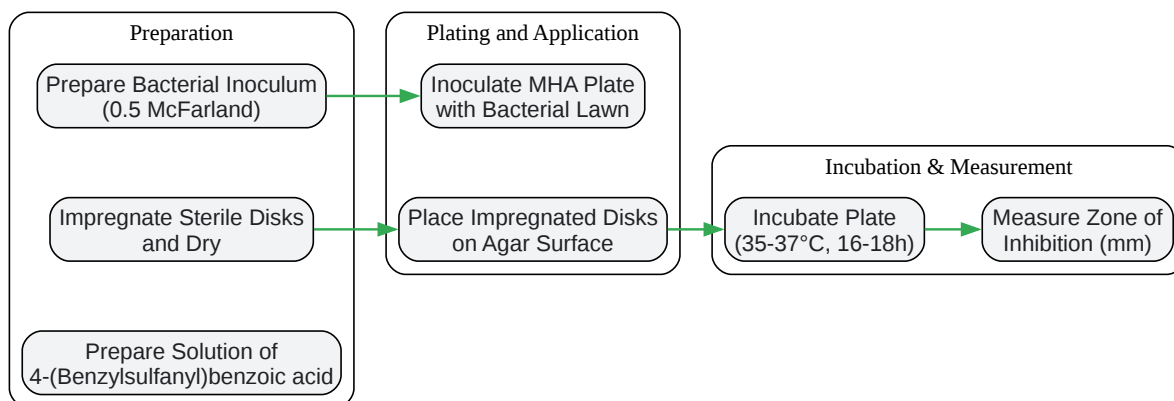 Preparation
Prepare Bacterial Inoculum
(0.5 McFarland)
Impregnate Sterile Disks
and Dry
Prepare Solution of
4-(Benzylsulfanyl)benzoic acid
Plating and Application
Inoculate MHA Plate
with Bacterial Lawn
Place Impregnated Disks
on Agar Surface
Incubation & Measurement
Incubate Plate
(35-37°C, 16-18h)
Measure Zone of
Inhibition (mm)